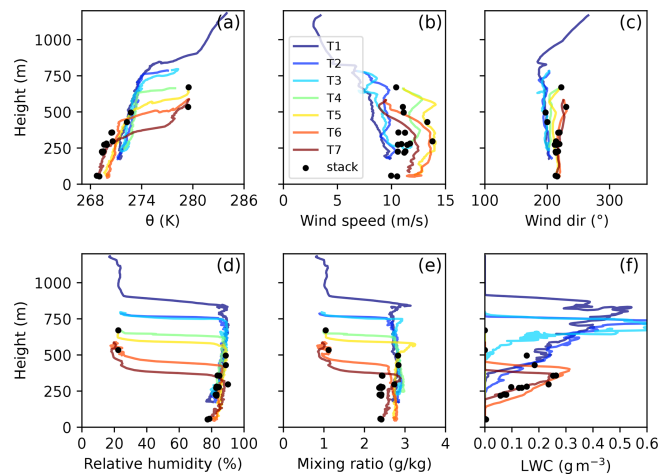 (a)
(b)
(c)
1000
750
500
250
0
Height (m)
268
274
280
286
θ (K)
T1
T2
T3
T4
T5
T6
T7
stack
0
5
10
15
Wind speed (m/s)
100
200
300
Wind dir (°)
(d)
(e)
(f)
1000
750
500
250
0
Height (m)
0
20
40
60
80
100
Relative humidity (%)
0
1
2
3
4
Mixing ratio (g/kg)
0.0
0.1
0.2
0.3
0.4
0.5
0.6
LWC (g m⁻³)